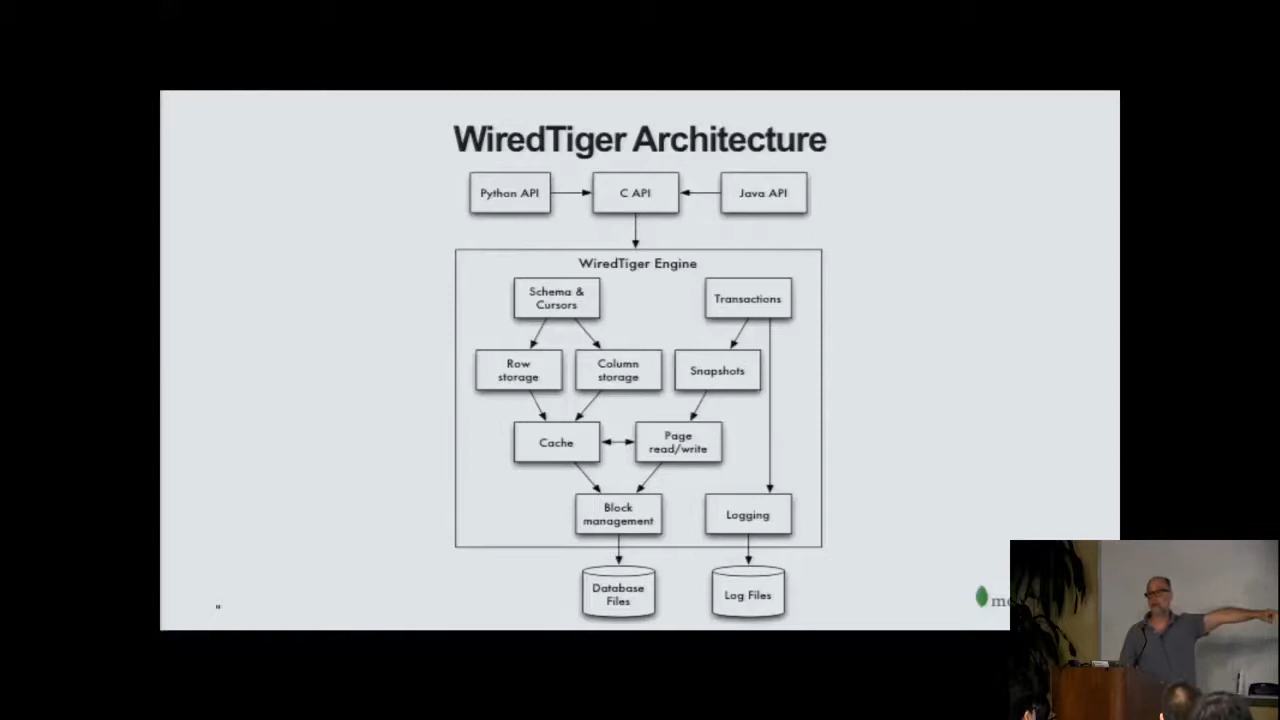 WiredTiger Architecture
Python API
C API
Java API
WiredTiger Engine
Schema &
Cursors
Transactions
Row
storage
Column
storage
Snapshots
Cache
Page
read/write
Block
management
Logging
Database
Files
Log Files
"